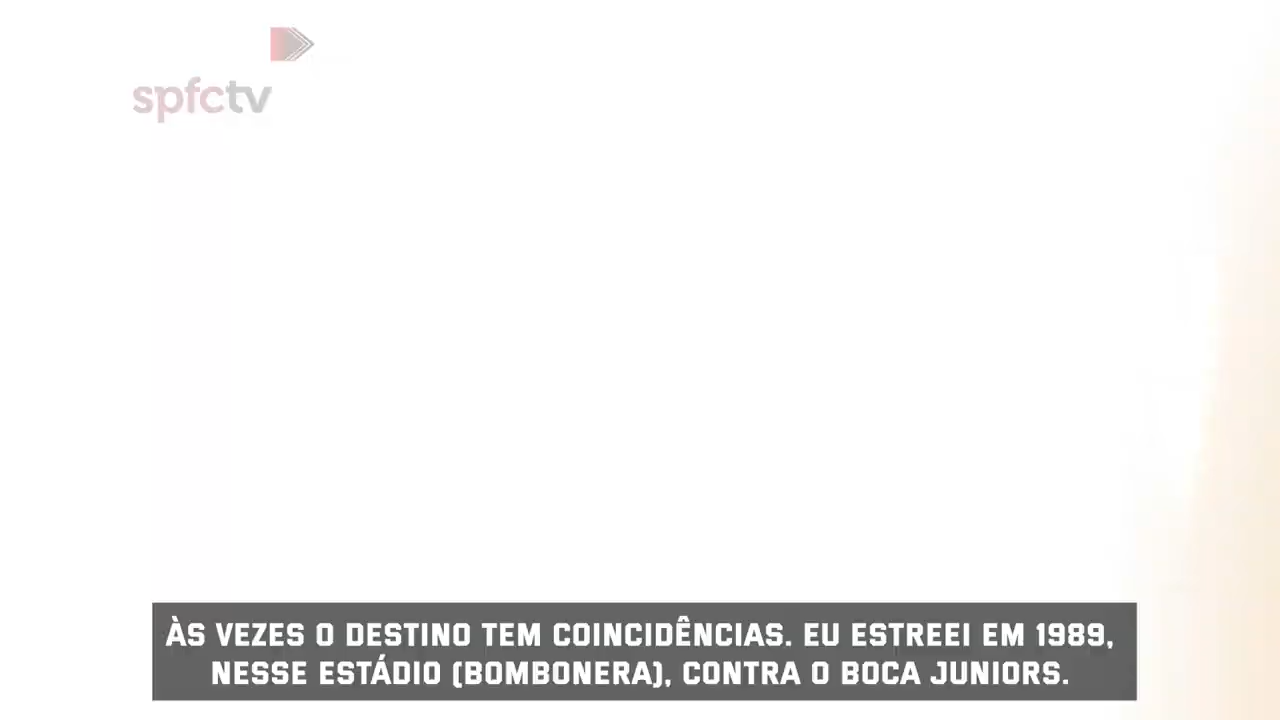 spfctv
ÀS VEZES O DESTINO TEM COINCIDÊNCIAS. EU ESTREEI EM 1989,
NESSE ESTÁDIO (BOMBONERA), CONTRA O BOCA JUNIORS.